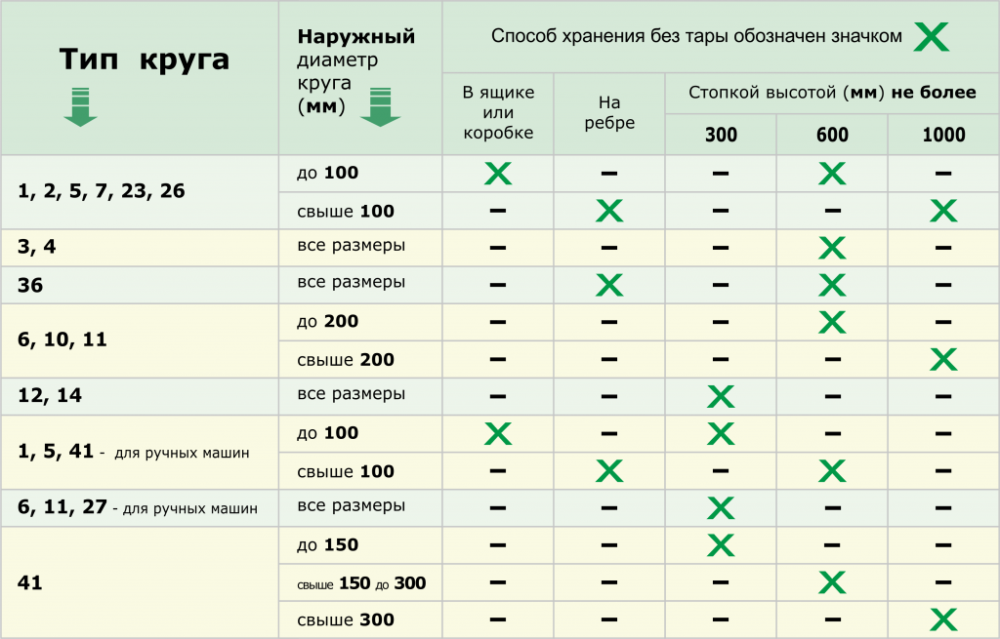 Тип круга
Наружный
диаметр
круга
(мм)
Способ хранения без тары обозначен значком X
В ящике
или
коробке
На
ребре
Стопкой высотой (мм) не более
300 600 1000
1, 2, 5, 7, 23, 26
до 100 X – – X –
свыше 100 – X – – X
3, 4 все размеры – – – X –
36 все размеры – X – X –
6, 10, 11
до 200 – – – X –
свыше 200 – – – – X
12, 14 все размеры – – X – –
1, 5, 41 - для ручных машин
до 100 X – X – –
свыше 100 – X – X –
6, 11, 27 - для ручных машин все размеры – – X – –
41
до 150 – – X – –
свыше 150 до 300 – – – X –
свыше 300 – – – – X